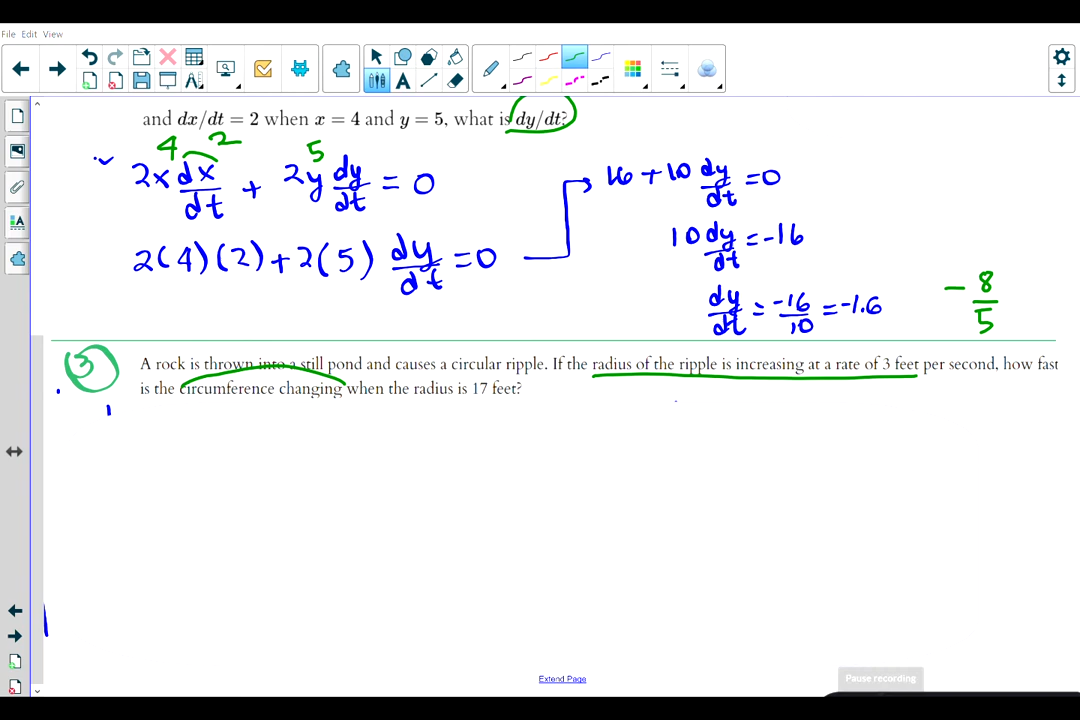 File Edit View
and dx/dt = 2 when x = 4 and y = 5, what is dy/dt?
4 2 5
2x dx/dt + 2y dy/dt = 0
2(4)(2)+2(5) dy/dt = 0
16 + 10 dy/dt = 0
10 dy/dt = -16
dy/dt = -16/10 = -1.6
- 8/5
3 A rock is thrown into a still pond and causes a circular ripple. If the radius of the ripple is increasing at a rate of 3 feet per second, how fast
is the circumference changing when the radius is 17 feet?
Extend Page
Pause recording